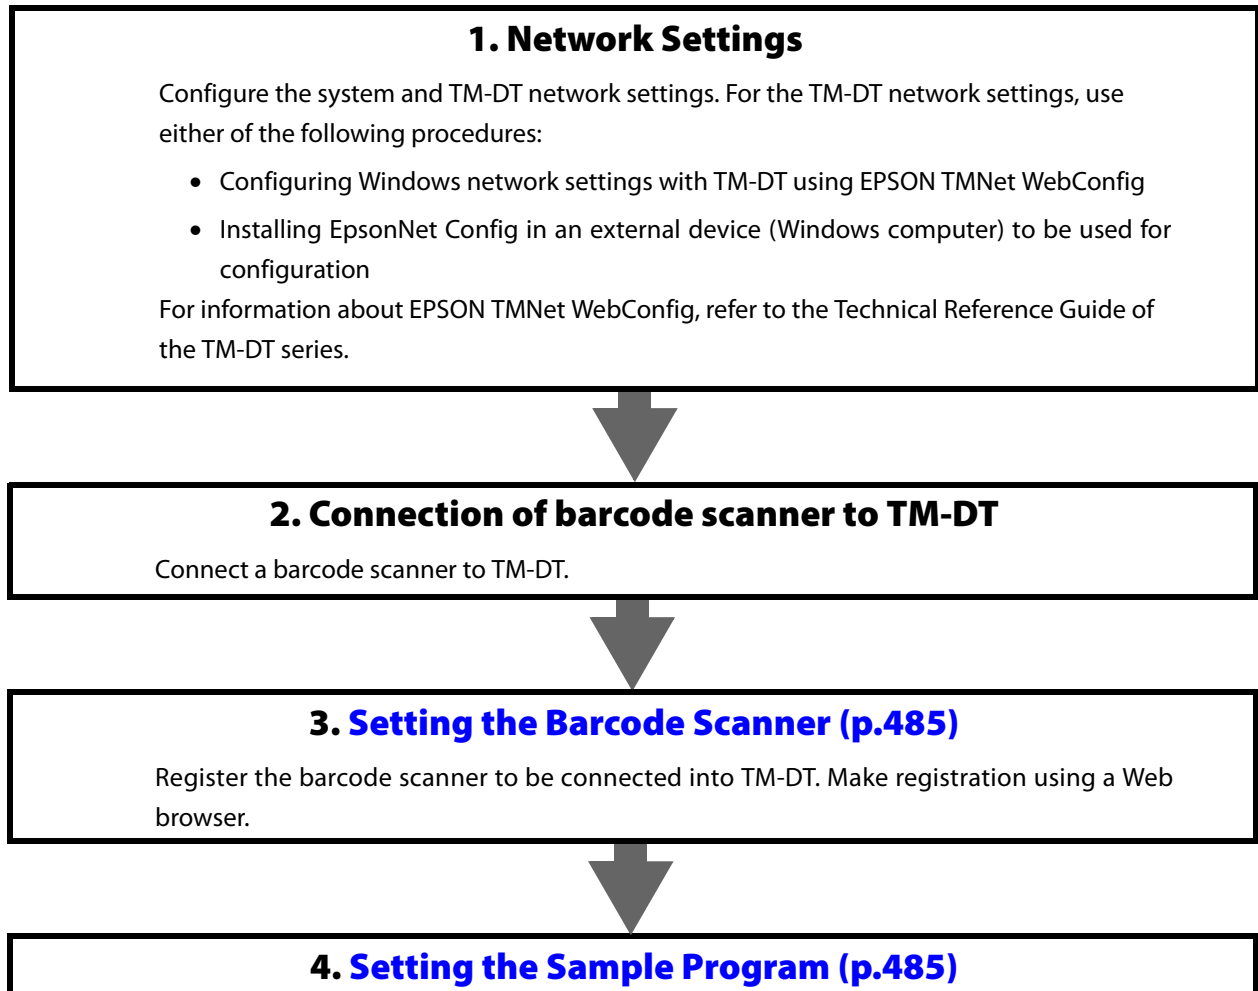 1. Network Settings
Configure the system and TM-DT network settings. For the TM-DT network settings, use
either of the following procedures:
• Configuring Windows network settings with TM-DT using EPSON TMNet WebConfig
• Installing EpsonNet Config in an external device (Windows computer) to be used for
configuration
For information about EPSON TMNet WebConfig, refer to the Technical Reference Guide of
the TM-DT series.
2. Connection of barcode scanner to TM-DT
Connect a barcode scanner to TM-DT.
3. Setting the Barcode Scanner (p.485)
Register the barcode scanner to be connected into TM-DT. Make registration using a Web
browser.
4. Setting the Sample Program (p.485)